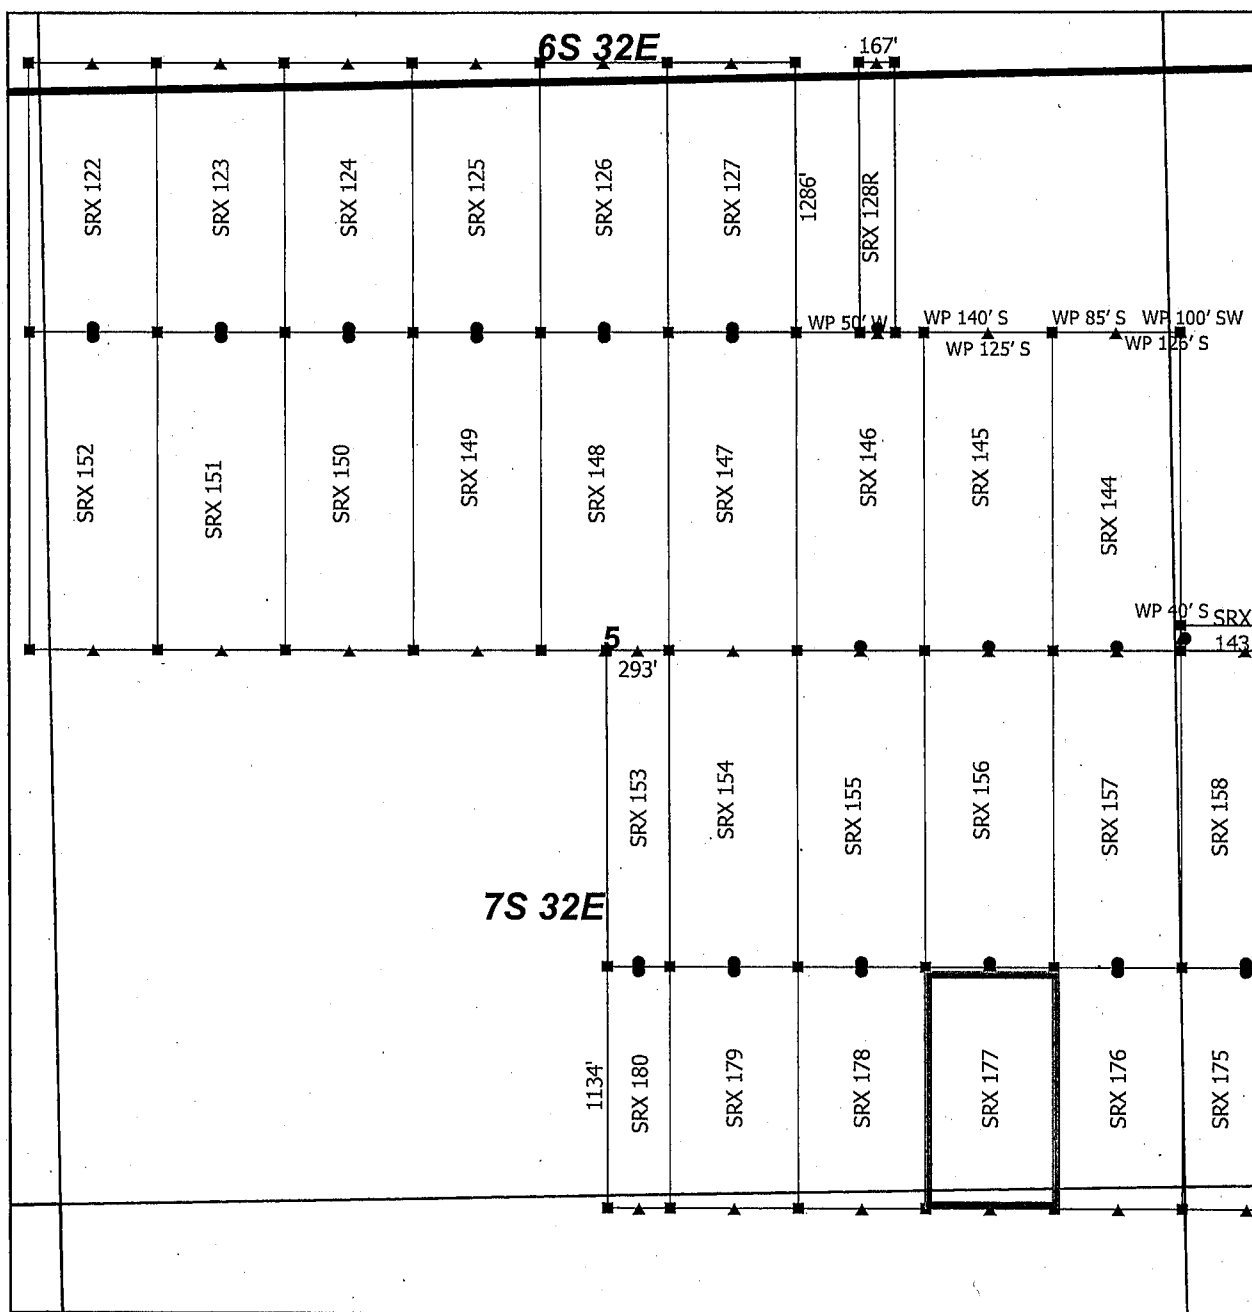 6S 32E
167'
SRX 122
SRX 123
SRX 124
SRX 125
SRX 126
SRX 127
1286'
SRX 128R
WP 50' W
WP 140' S
WP 85' S
WP 100' SW
WP 125' S
WP 126' S
SRX 152
SRX 151
SRX 150
SRX 149
SRX 148
SRX 147
SRX 146
SRX 145
SRX 144
WP 40' S
SRX
143
5
293'
SRX 153
SRX 154
SRX 155
SRX 156
SRX 157
SRX 158
7S 32E
1134'
SRX 180
SRX 179
SRX 178
SRX 177
SRX 176
SRX 175